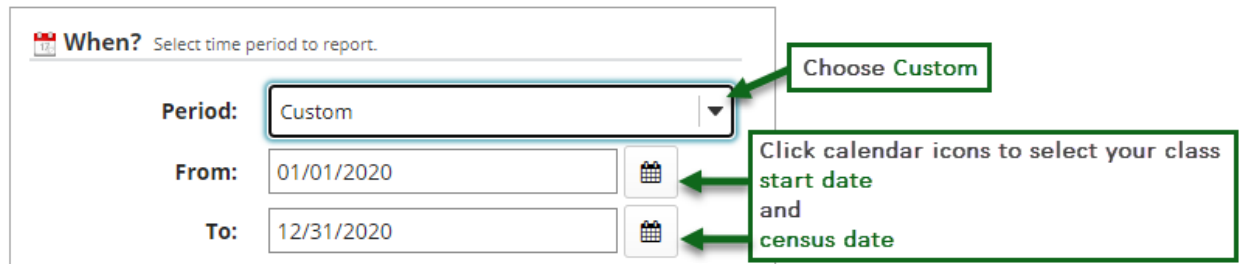 When? Select time period to report.
Choose Custom
Period: Custom
Click calendar icons to select your class
From: 01/01/2020
start date
and
To: 12/31/2020
census date